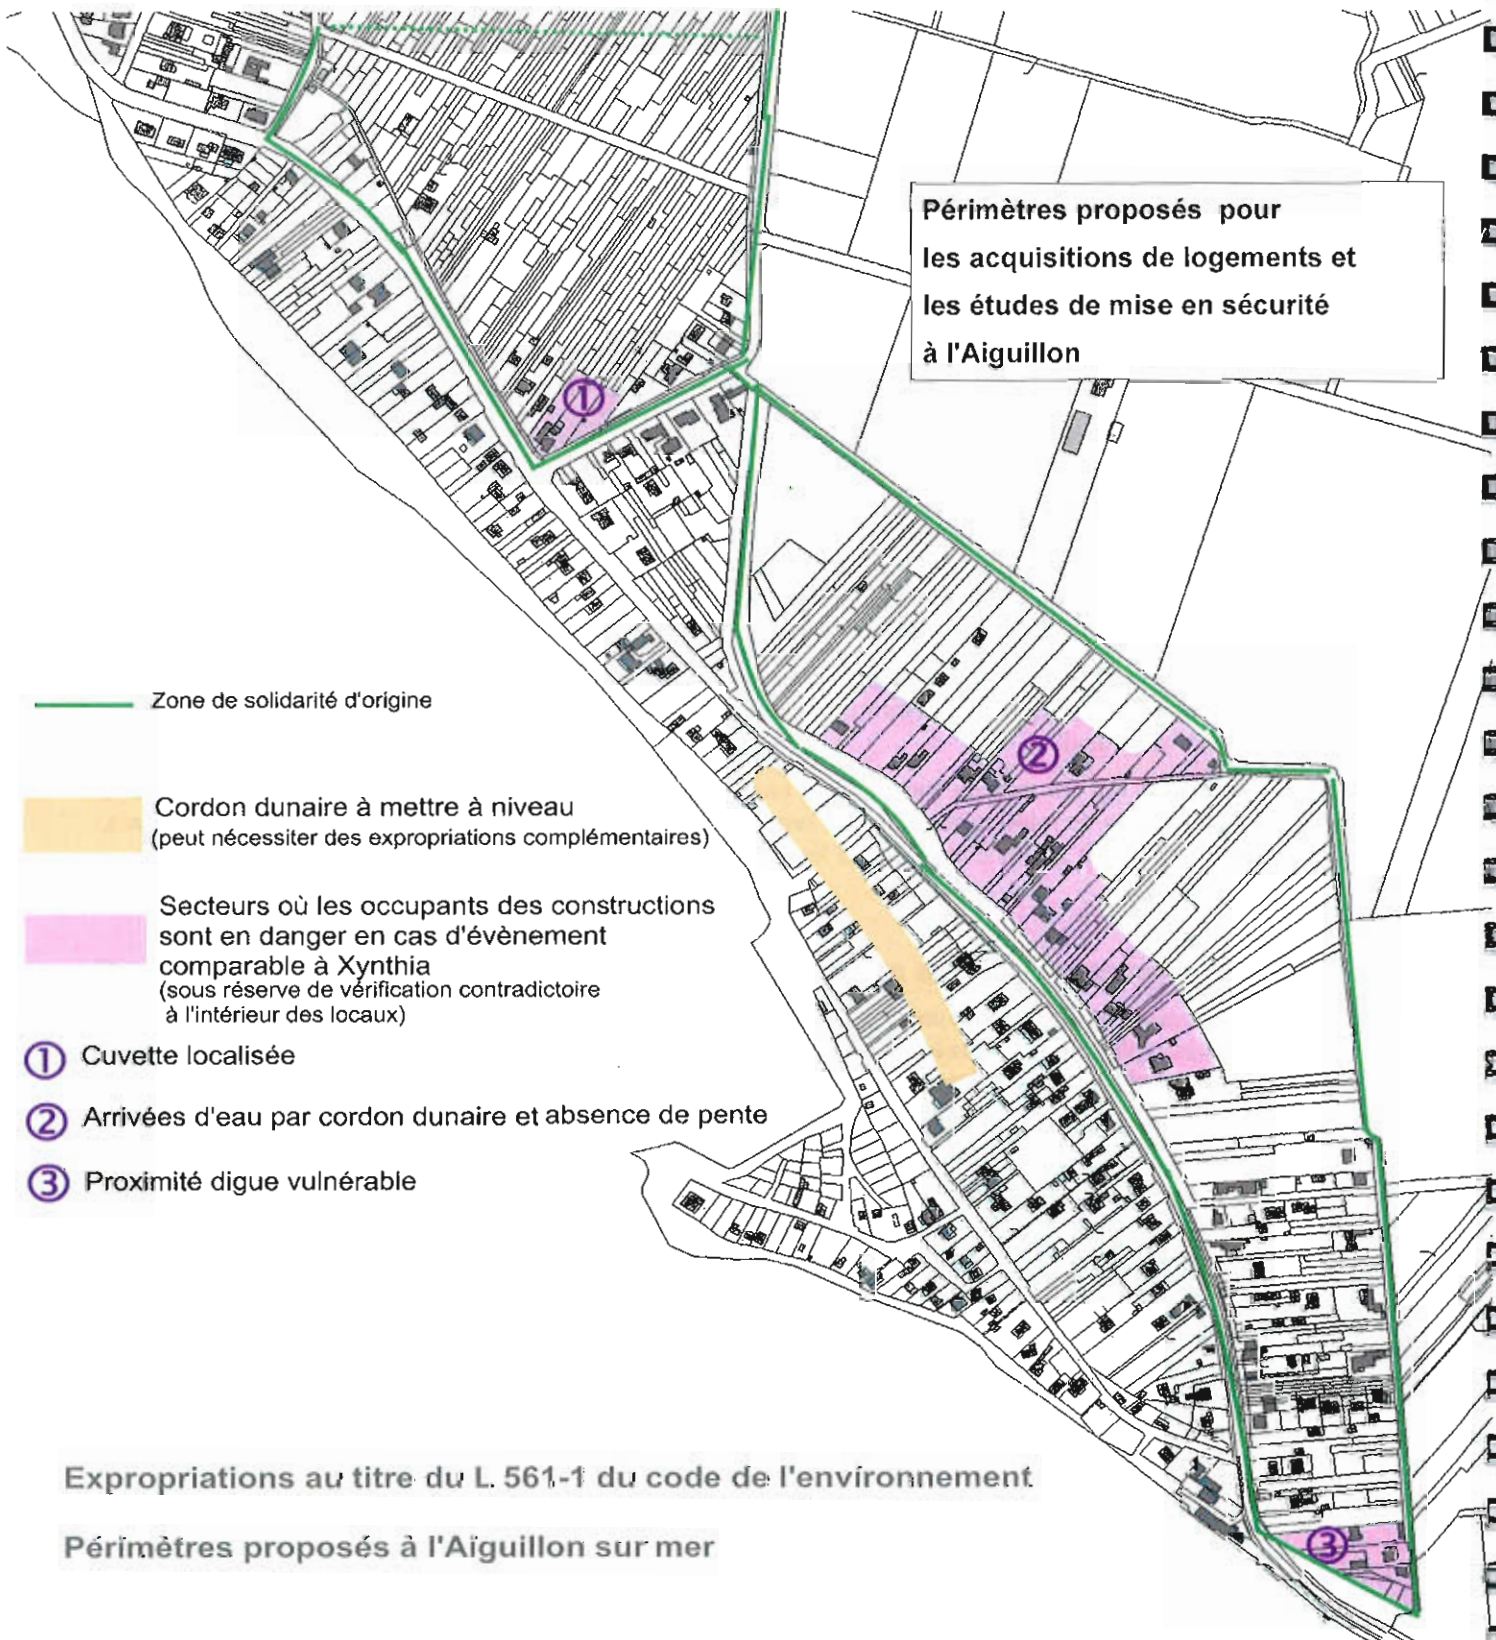 Périmètres proposés pour
les acquisitions de logements et
les études de mise en sécurité
à l'Aiguillon
Zone de solidarité d'origine
Cordon dunaire à mettre à niveau
(peut nécessiter des expropriations complémentaires)
Secteurs où les occupants des constructions
sont en danger en cas d'évènement
comparable à Xynthia
(sous réserve de vérification contradictoire
à l'intérieur des locaux)
① Cuvette localisée
② Arrivées d'eau par cordon dunaire et absence de pente
③ Proximité digue vulnérable
①
②
③
Expropriations au titre du L. 561-1 du code de l'environnement
Périmètres proposés à l'Aiguillon sur mer